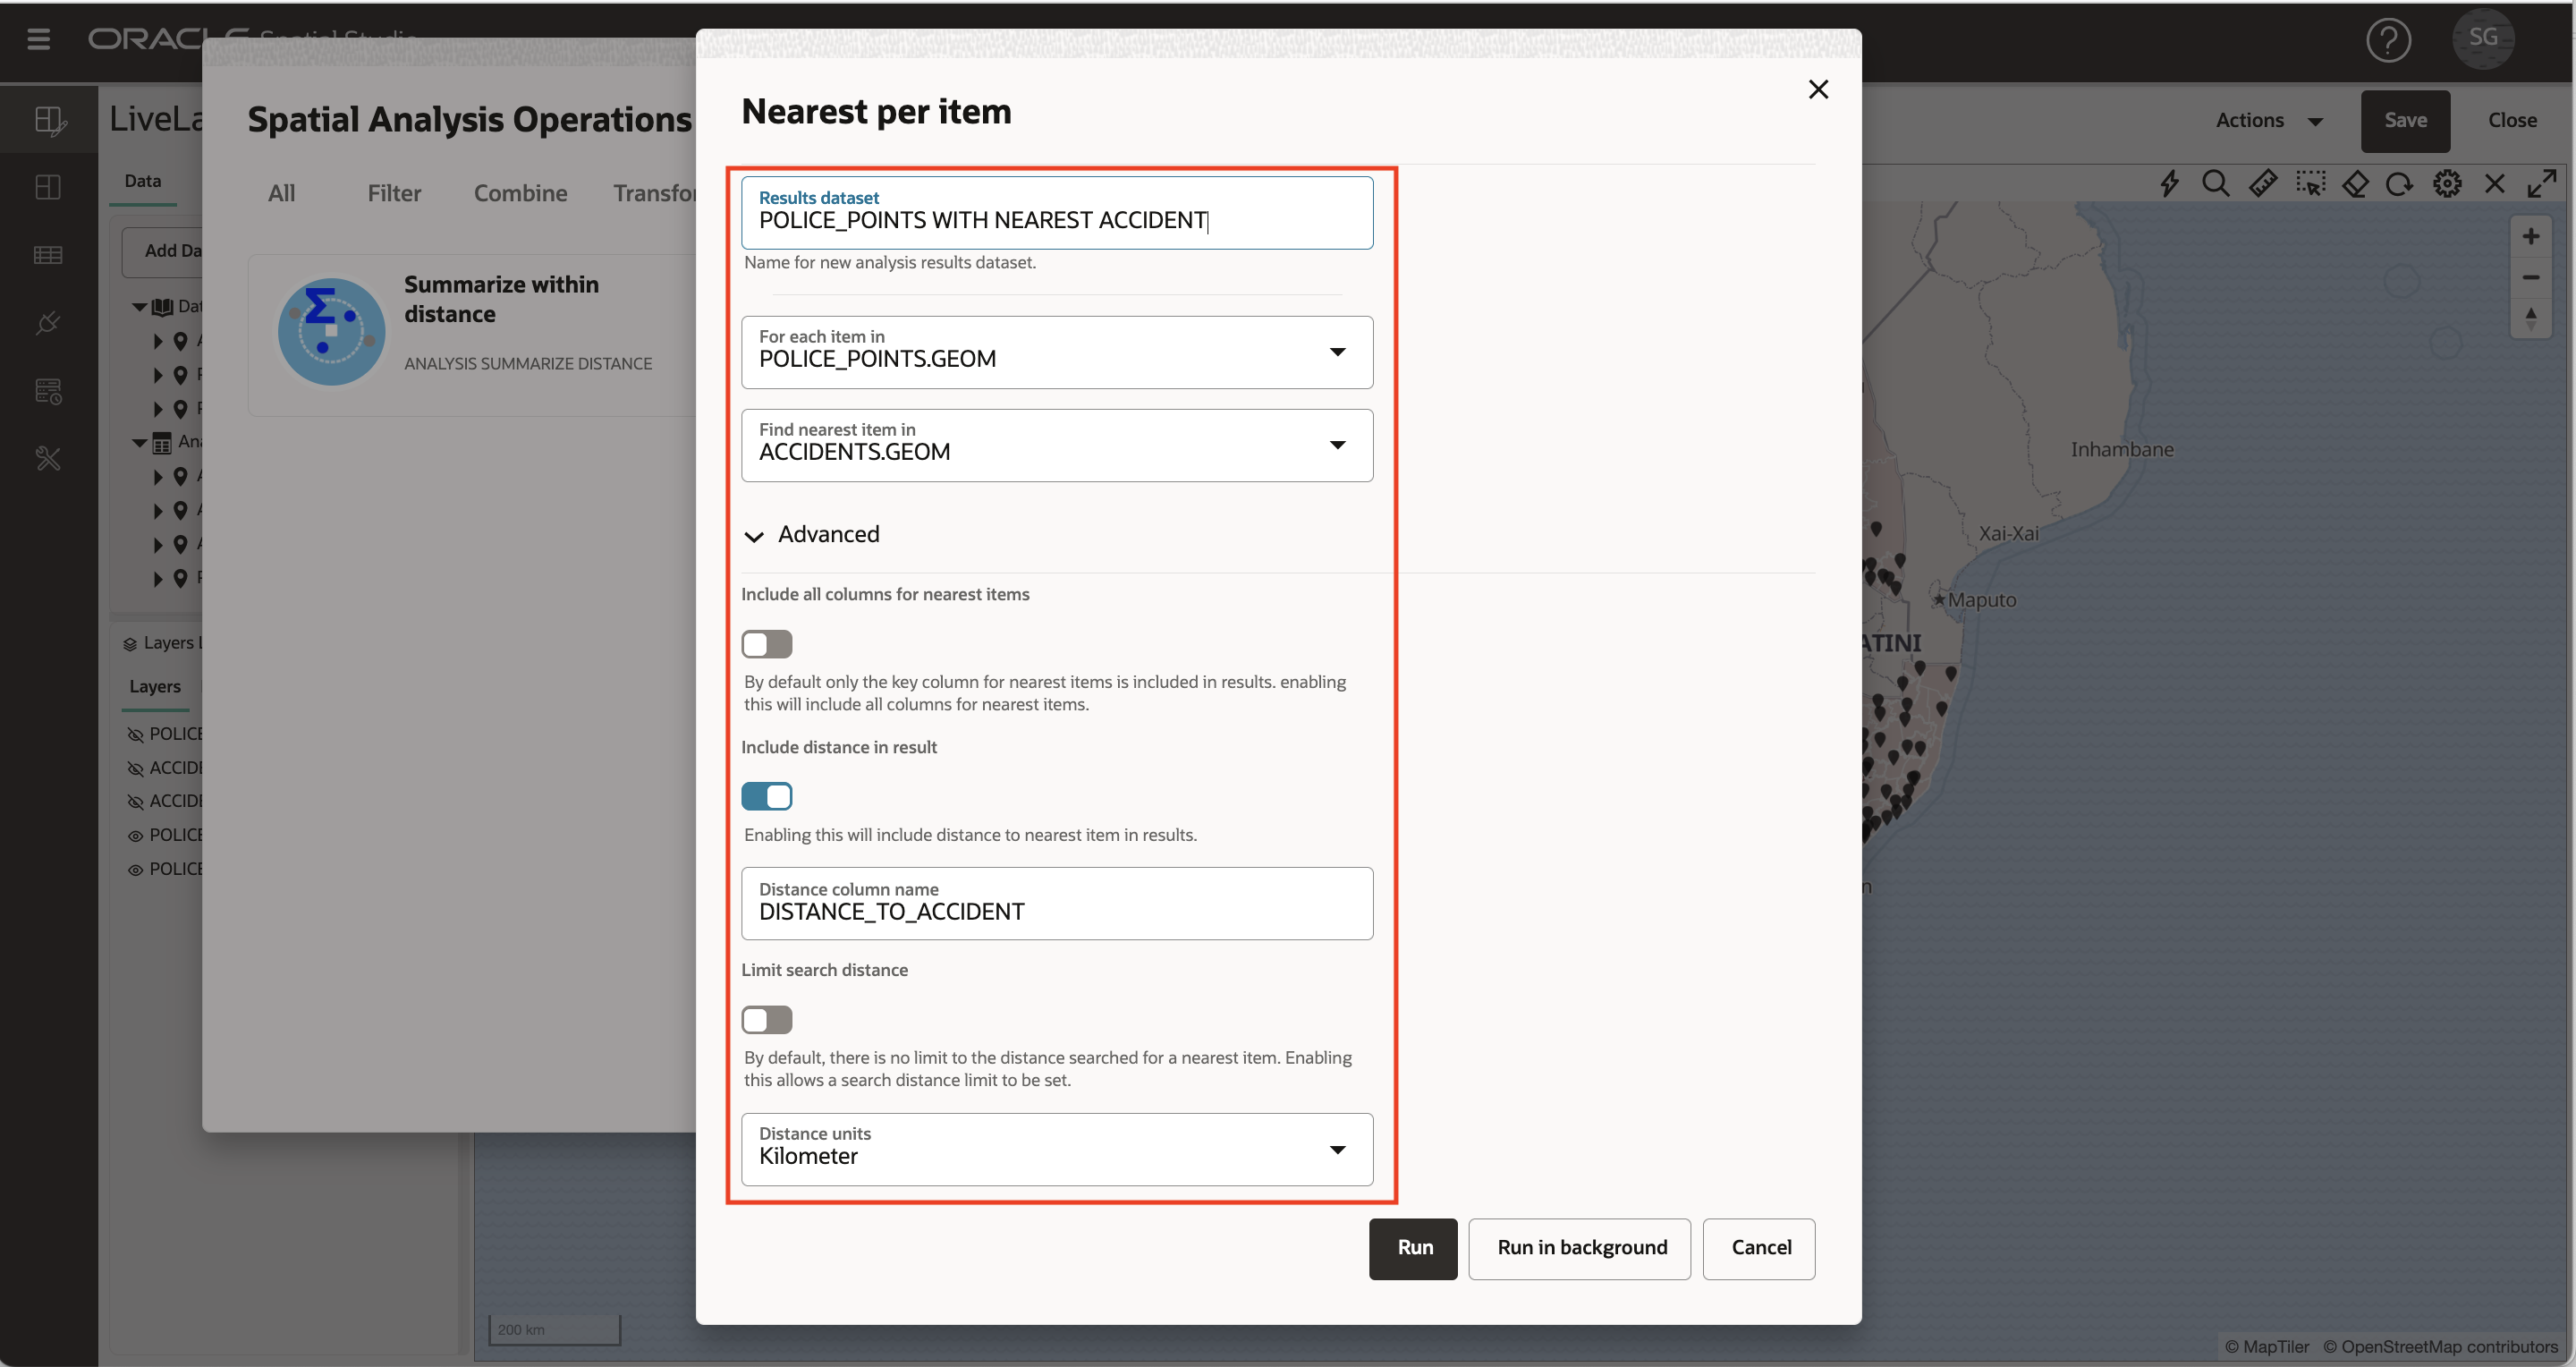 ORACLE Spatial Studio
SG
LiveLa
Actions
Save
Close
Spatial Analysis Operations
All
Filter
Combine
Transfor
Summarize within
distance
ANALYSIS SUMMARIZE DISTANCE
Data
Add Da
Dat
A
P
Ana
A
A
A
Layers
Layers
POLICE
ACCIDE
ACCIDE
POLICE
POLICE
Nearest per item
Results dataset
POLICE_POINTS WITH NEAREST ACCIDENT
Name for new analysis results dataset.
For each item in
POLICE_POINTS.GEOM
Find nearest item in
ACCIDENTS.GEOM
Advanced
Include all columns for nearest items
By default only the key column for nearest items is included in results. enabling
this will include all columns for nearest items.
Include distance in result
Enabling this will include distance to nearest item in results.
Distance column name
DISTANCE_TO_ACCIDENT
Limit search distance
By default, there is no limit to the distance searched for a nearest item. Enabling
this allows a search distance limit to be set.
Distance units
Kilometer
Run
Run in background
Cancel
Inhambane
Xai-Xai
Maputo
ATINI
n
200 km
© MapTiler © OpenStreetMap contributors